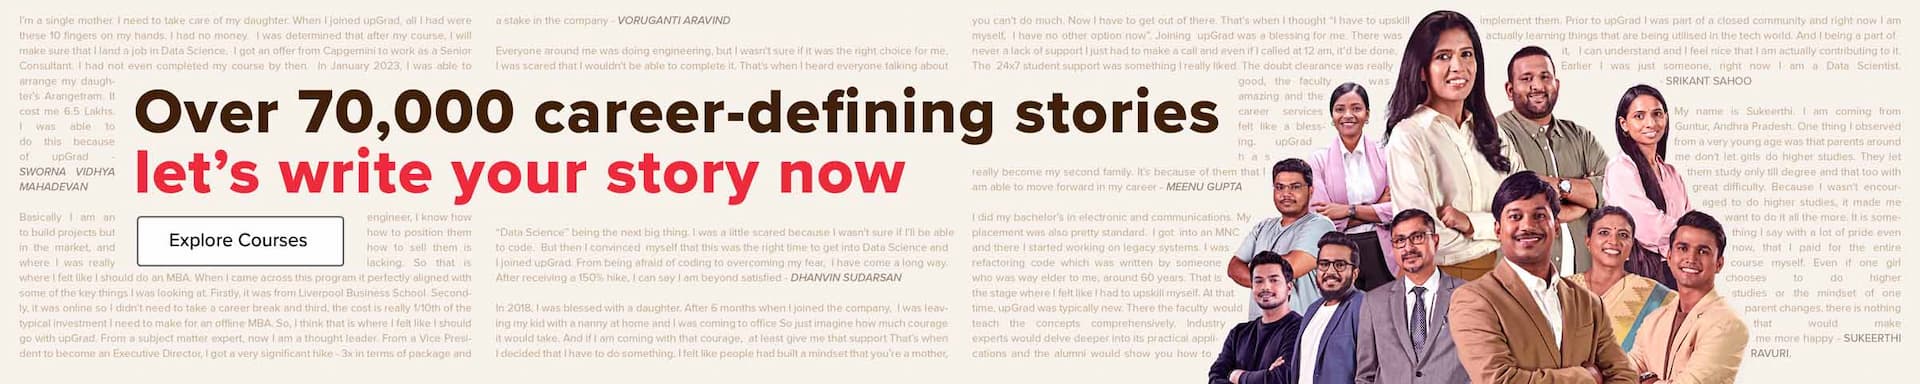 I'm a single mother. I need to take care of my daughter. When I joined upGrad, all I had were
these 10 fingers on my hands. I had no money. I was determined that after my course, I will
make sure that I land a job in Data Science. I got an offer from Capgemini to work as a Senior
Consultant. I had not even completed my course by then. In January 2023, I was able to
arrange my daugh-
ter's Arangetram. It
cost me 6.5 Lakhs.
I was able to
do this because
of upGrad -
SWORNA VIDHYA
MAHADEVAN
Over 70,000 career-defining stories
let's write your story now
Explore Courses
Basically I am an
to build projects but
in the market, and
where I was really
engineer, I know how
how to position them
how to sell them is
lacking. So that is
where I felt like I should do an MBA. When I came across this program it perfectly aligned with
some of the key things I was looking at. Firstly, it was from Liverpool Business School. Second-
ly, it was online so I didn't need to take a career break and third, the cost is really 1/10th of the
typical investment I need to make for an offline MBA. So, I think that is where I felt like I should
go with upGrad. From a subject matter expert, now I am a thought leader. From a Vice Presi-
dent to become an Executive Director, I got a very significant hike - 3x in terms of package and
a stake in the company - VORUGANTI ARAVIND
Everyone around me was doing engineering, but I wasn't sure if it was the right choice for me,
I was scared that I wouldn't be able to complete it. That's when I heard everyone talking about
"Data Science" being the next big thing. I was a little scared because I wasn't sure if I'll be able
to code. But then I convinced myself that this was the right time to get into Data Science and
I joined upGrad. From being afraid of coding to overcoming my fear, I have come a long way.
After receiving a 150% hike, I can say I am beyond satisfied - DHANVIN SUDARSAN
In 2018, I was blessed with a daughter. After 6 months when I joined the company, I was leav-
ing my kid with a nanny at home and I was coming to office So just imagine how much courage
it would take. And if I am coming with that courage, at least give me that support That's when
I decided that I have to do something. I felt like people had built a mindset that you're a mother,
you can't do much. Now I have to get out of there. That's when I thought "I have to upskill
myself, I have no other option now". Joining upGrad was a blessing for me. There was
never a lack of support I just had to make a call and even if I called at 12 am, it'd be done.
The 24x7 student support was something I really liked. The doubt clearance was really
good, the faculty was
amazing and the
career services
felt like a bless-
ing. upGrad
has
really become my second family. It's because of them that I
am able to move forward in my career - MEENU GUPTA
I did my bachelor's in electronic and communications. My
placement was also pretty standard. I got into an MNC
and there I started working on legacy systems. I was
refactoring code which was written by someone
who was way elder to me, around 60 years. That is
the stage where I felt like I had to upskill myself. At that
time, upGrad was typically new. There the faculty would
teach the concepts comprehensively. Industry
experts would delve deeper into its practical appli-
cations and the alumni would show you how to
implement them. Prior to upGrad I was part of a closed community and right now I am
actually learning things that are being utilised in the tech world. And I being a part of
it, I can understand and I feel nice that I am actually contributing to it.
Earlier I was just someone, right now I am a Data Scientist.
- SRIKANT SAHOO
My name is Sukeerthi. I am coming from
Guntur, Andhra Pradesh. One thing I observed
from a very young age was that parents around
me don't let girls do higher studies. They let
them study only till degree and that too with
great difficulty. Because I wasn't encour-
aged to do higher studies, it made me
want to do it all the more. It is some-
thing I say with a lot of pride even
now, that I paid for the entire
course myself. Even if one girl
chooses to do higher
studies or the mindset of one
parent changes, there is nothing
that would make
me more happy - SUKEERTHI
RAVURI.